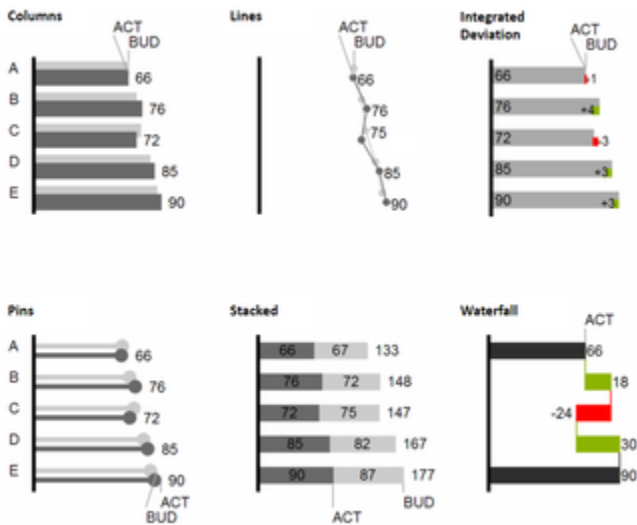 Columns
ACT
BUD
A
66
B
76
C
72
D
85
E
90
Lines
ACT
BUD
66
76
75
85
90
Integrated
Deviation
ACT
BUD
66
-1
76
+4
72
-3
85
+3
90
+3
Pins
A
66
B
76
C
72
D
85
E
90
ACT
BUD
Stacked
66 67 133
76 72 148
72 75 147
85 82 167
90 87 177
ACT
BUD
Waterfall
ACT
66
18
-24
30
90